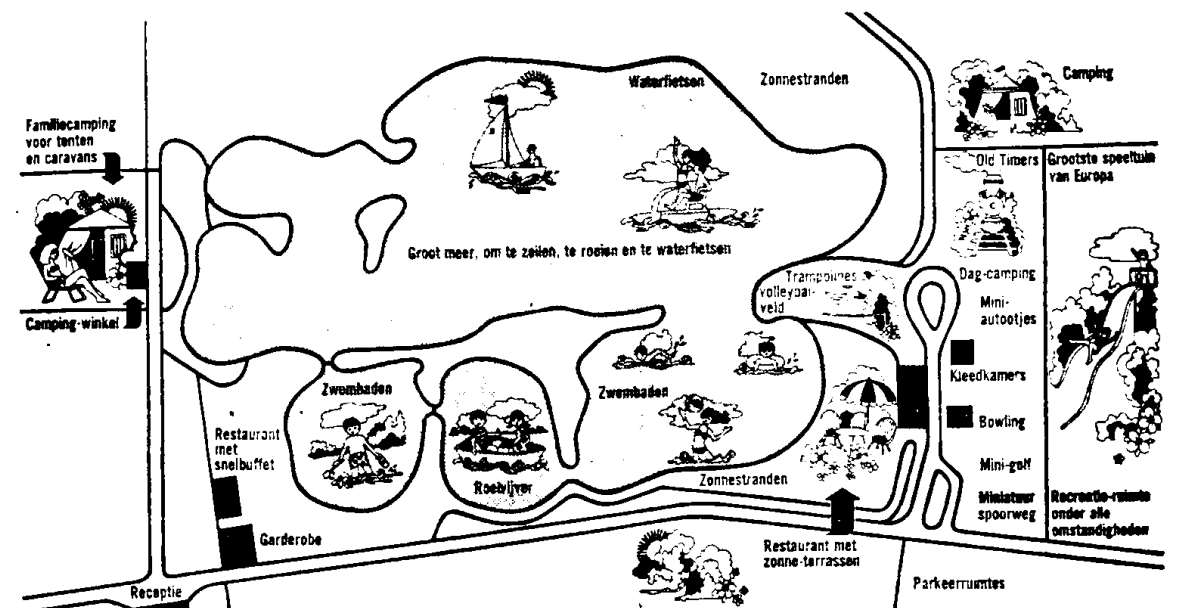 Waterfietsen
Zonnestranden
Camping
Familiecamping
voor tenten
en caravans
Old Timers
Grootste speeltuin
van Europa
Groot meer, om te zeilen, te roeien en te waterfietsen
Trampolines
volleybal-
veld
Dag-camping
Mini-
autootjes
Camping-winkel
Kleedkamers
Zwembaden
Zwembaden
Bowling
Restaurant
met
snelbuffet
Mini-golf
Zonnestranden
Roeivijver
Miniatuur
spoorweg
Recreatie-ruimte
onder alle
omstandigheden
Garderobe
Restaurant met
zonne-terrassen
Receptie
Parkeerruimtes